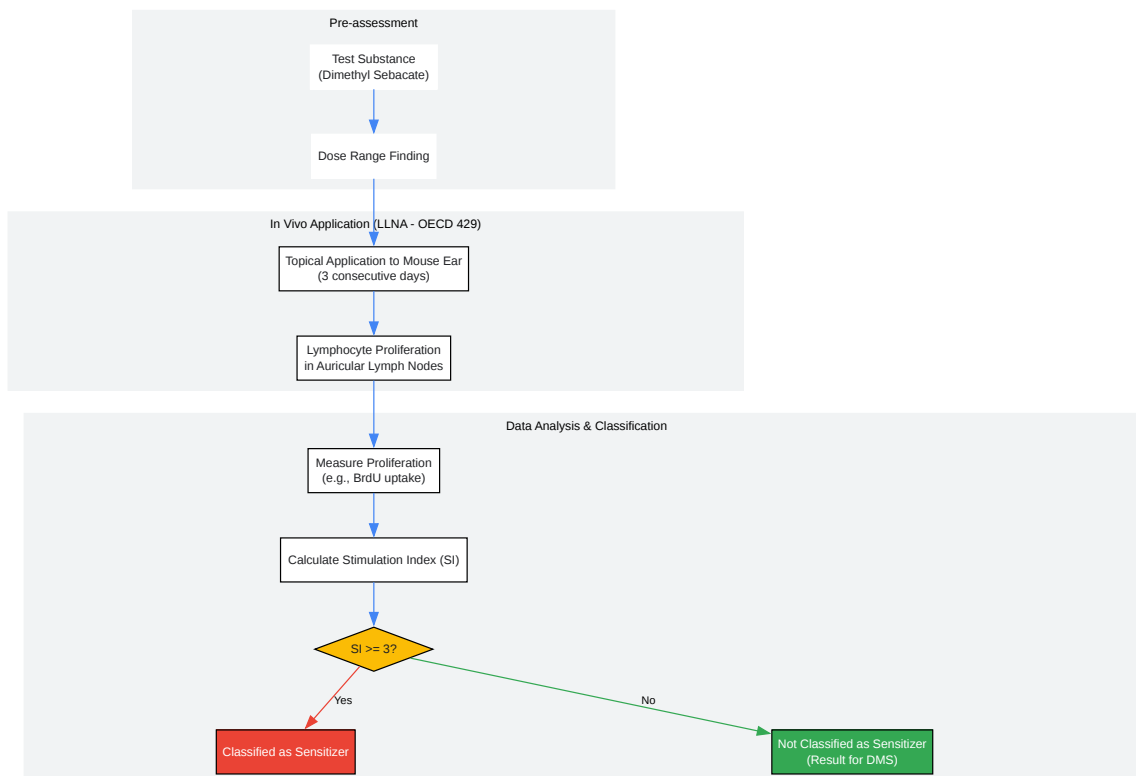 Pre-assessment
Test Substance
(Dimethyl Sebacate)
Dose Range Finding
In Vivo Application (LLNA - OECD 429)
Topical Application to Mouse Ear
(3 consecutive days)
Lymphocyte Proliferation
in Auricular Lymph Nodes
Data Analysis & Classification
Measure Proliferation
(e.g., BrdU uptake)
Calculate Stimulation Index (SI)
SI >= 3?
Yes
No
Classified as Sensitizer
Not Classified as Sensitizer
(Result for DMS)